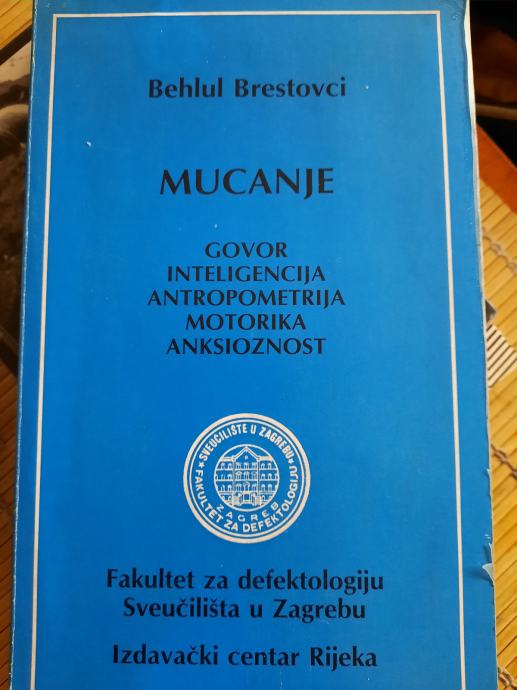 Behlul Brestovci
MUCANJE
GOVOR
INTELIGENCIJA
ANTROPOMETRIJA
MOTORIKA
ANKSIOZNOST
SVEUČILIŠTE U ZAGREBU
ZAGREB
FAKULTET ZA DEFEKTOLOGIJU
Fakultet za defektologiju
Sveučilišta u Zagrebu
Izdavački centar Rijeka